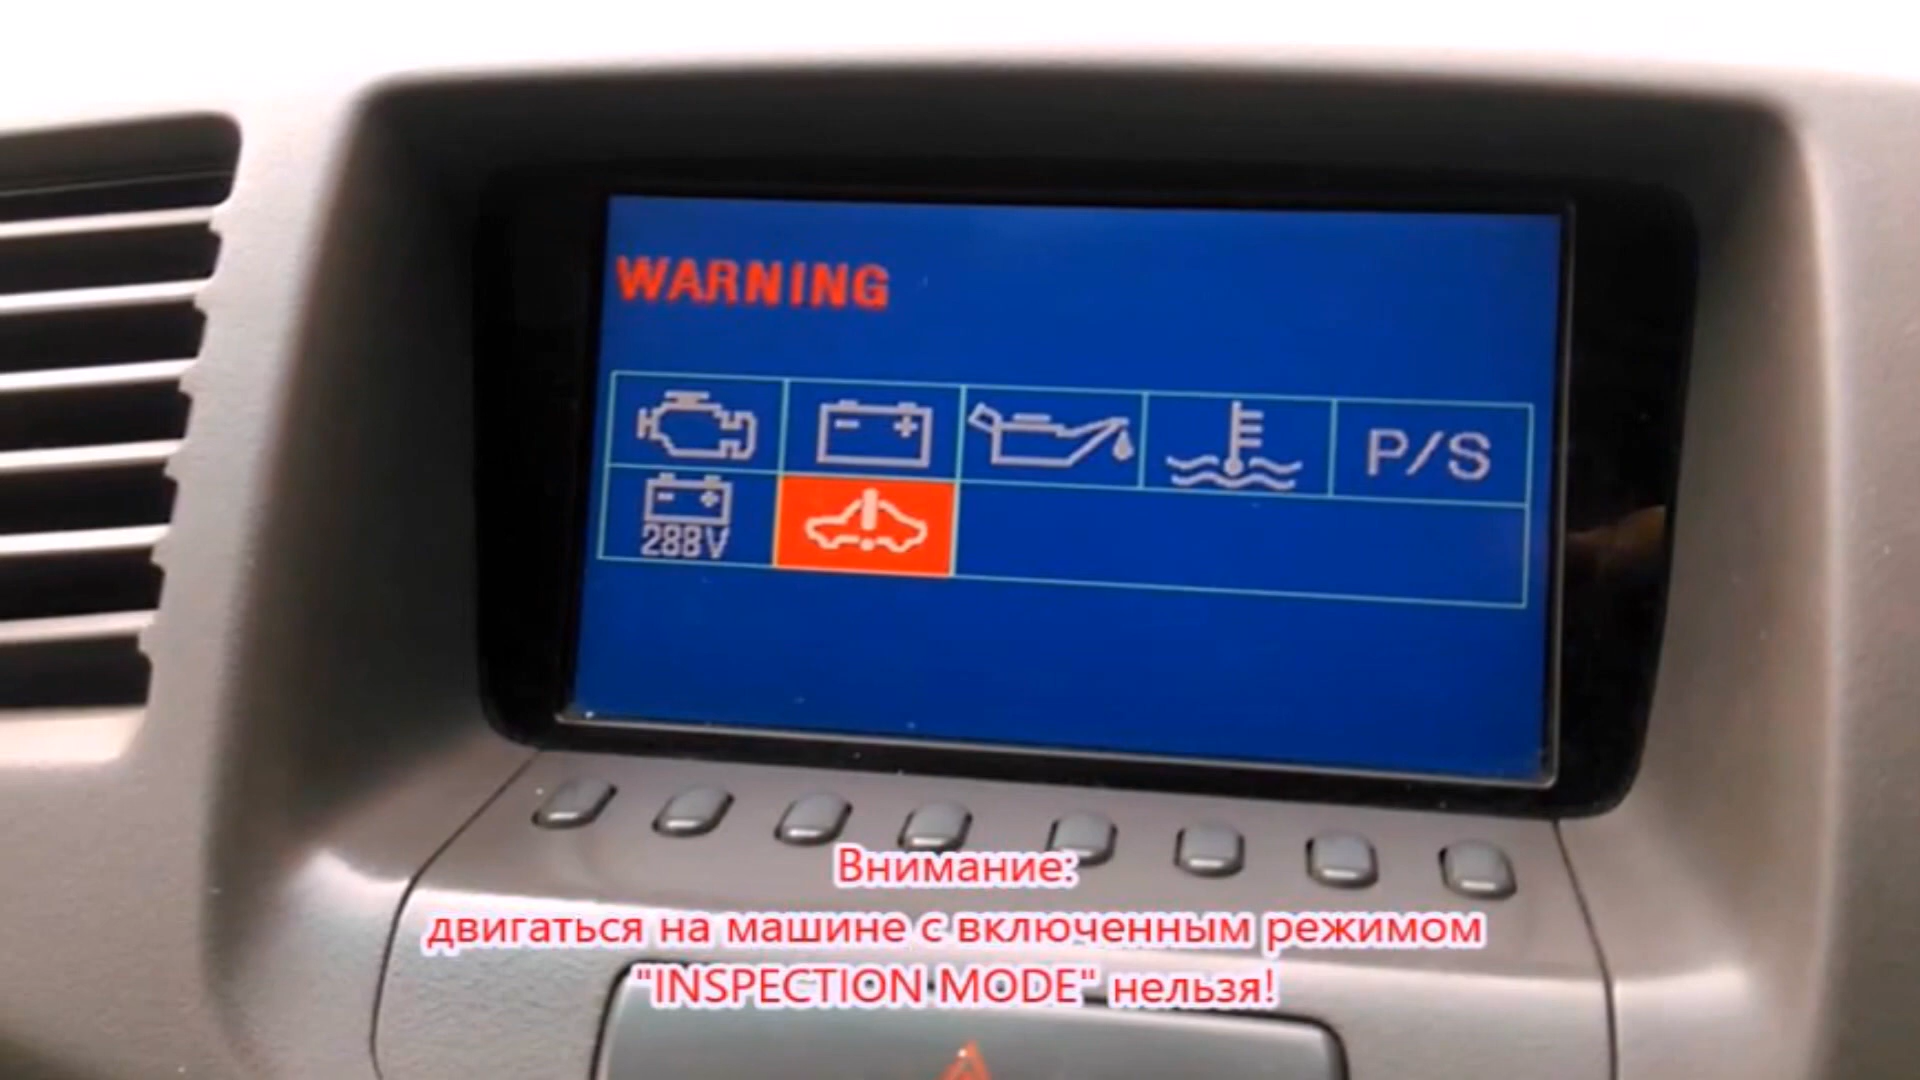 WARNING
P/S
288V
Внимание:
двигаться на машине с включенным режимом
"INSPECTION MODE" нельзя!